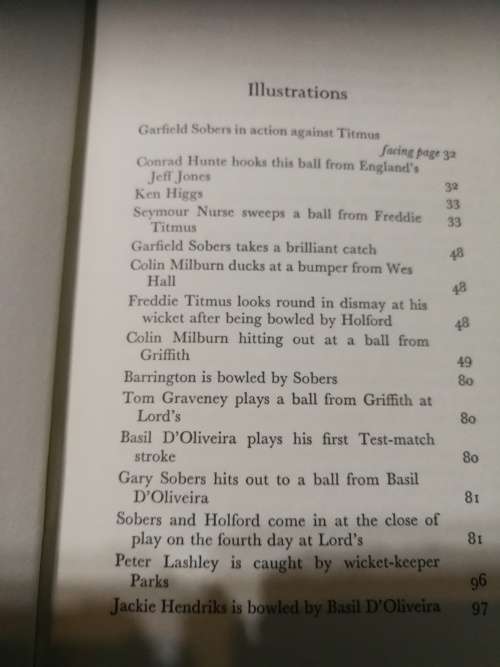 Illustrations
Garfield Sobers in action against Titmus
facing page 32
Conrad Hunte hooks this ball from England's
Jeff Jones 32
Ken Higgs 33
Seymour Nurse sweeps a ball from Freddie
Titmus 33
Garfield Sobers takes a brilliant catch 48
Colin Milburn ducks at a bumper from Wes
Hall 48
Freddie Titmus looks round in dismay at his
wicket after being bowled by Holford 48
Colin Milburn hitting out at a ball from
Griffith 49
Barrington is bowled by Sobers 80
Tom Graveney plays a ball from Griffith at
Lord's 80
Basil D'Oliveira plays his first Test-match
stroke 80
Gary Sobers hits out to a ball from Basil
D'Oliveira 81
Sobers and Holford come in at the close of
play on the fourth day at Lord's 81
Peter Lashley is caught by wicket-keeper
Parks 96
Jackie Hendriks is bowled by Basil D'Oliveira 97